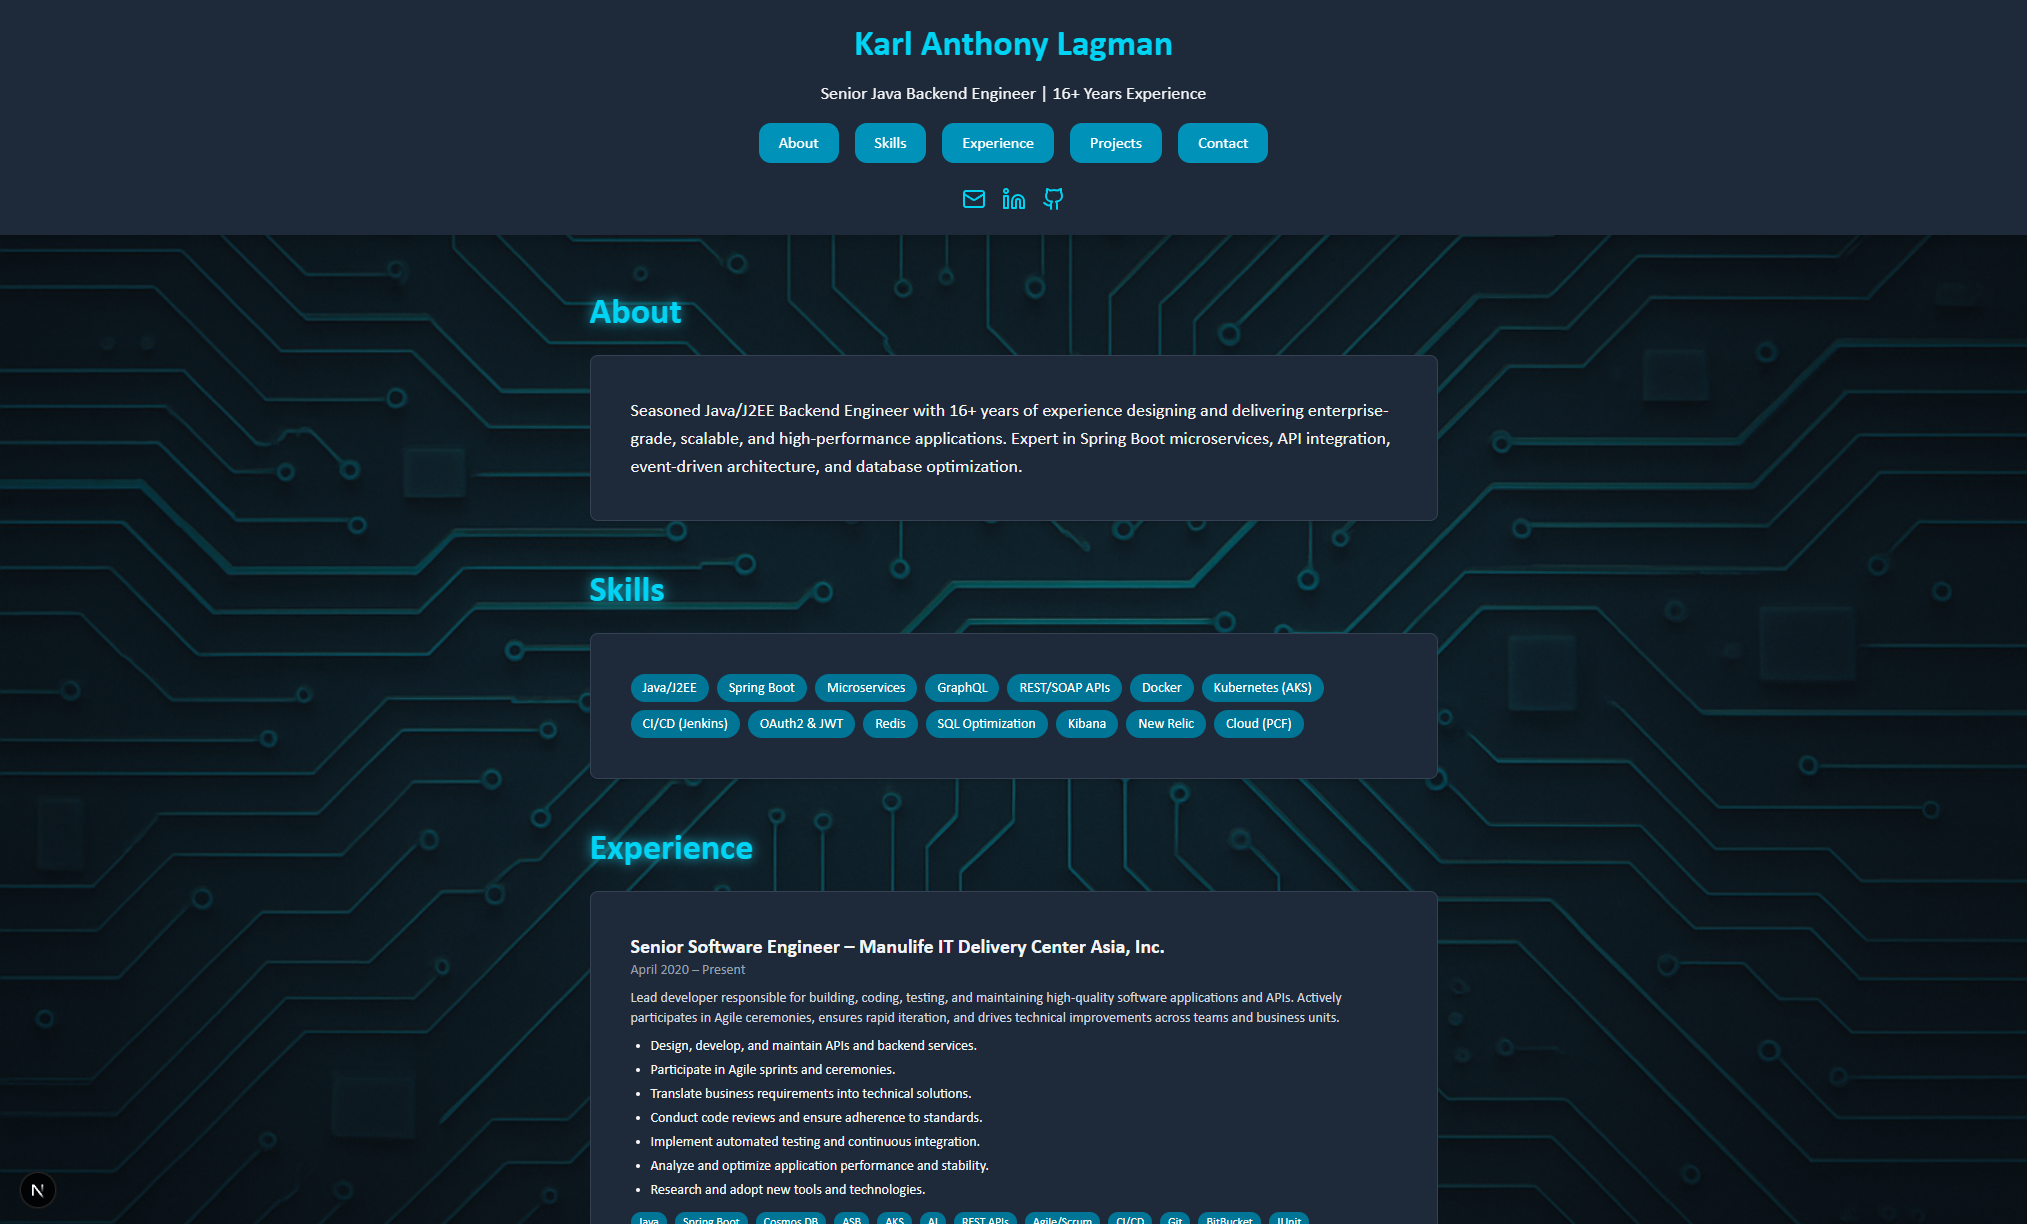 Karl Anthony Lagman
Senior Java Backend Engineer | 16+ Years Experience
About Skills Experience Projects Contact
About
Seasoned Java/J2EE Backend Engineer with 16+ years of experience designing and delivering enterprise-
grade, scalable, and high-performance applications. Expert in Spring Boot microservices, API integration,
event-driven architecture, and database optimization.
Skills
Java/J2EE Spring Boot Microservices GraphQL REST/SOAP APIs Docker Kubernetes (AKS)
CI/CD (Jenkins) OAuth2 & JWT Redis SQL Optimization Kibana New Relic Cloud (PCF)
Experience
Senior Software Engineer – Manulife IT Delivery Center Asia, Inc.
April 2020 – Present
Lead developer responsible for building, coding, testing, and maintaining high-quality software applications and APIs. Actively
participates in Agile ceremonies, ensures rapid iteration, and drives technical improvements across teams and business units.
• Design, develop, and maintain APIs and backend services.
• Participate in Agile sprints and ceremonies.
• Translate business requirements into technical solutions.
• Conduct code reviews and ensure adherence to standards.
• Implement automated testing and continuous integration.
• Analyze and optimize application performance and stability.
• Research and adopt new tools and technologies.
Java Spring Boot Cosmos DB ASB AKS AI REST APIs Agile/Scrum CI/CD Git BitBucket JUnit
N